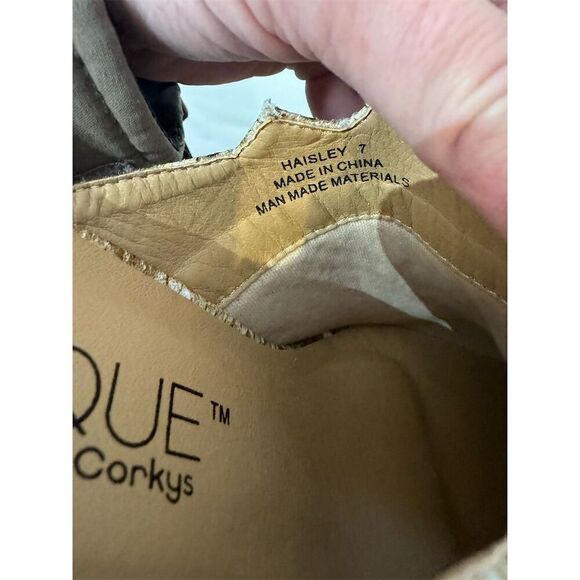 HAISLEY 7
MADE IN CHINA
MAN MADE MATERIALS
QUE™
Corkys